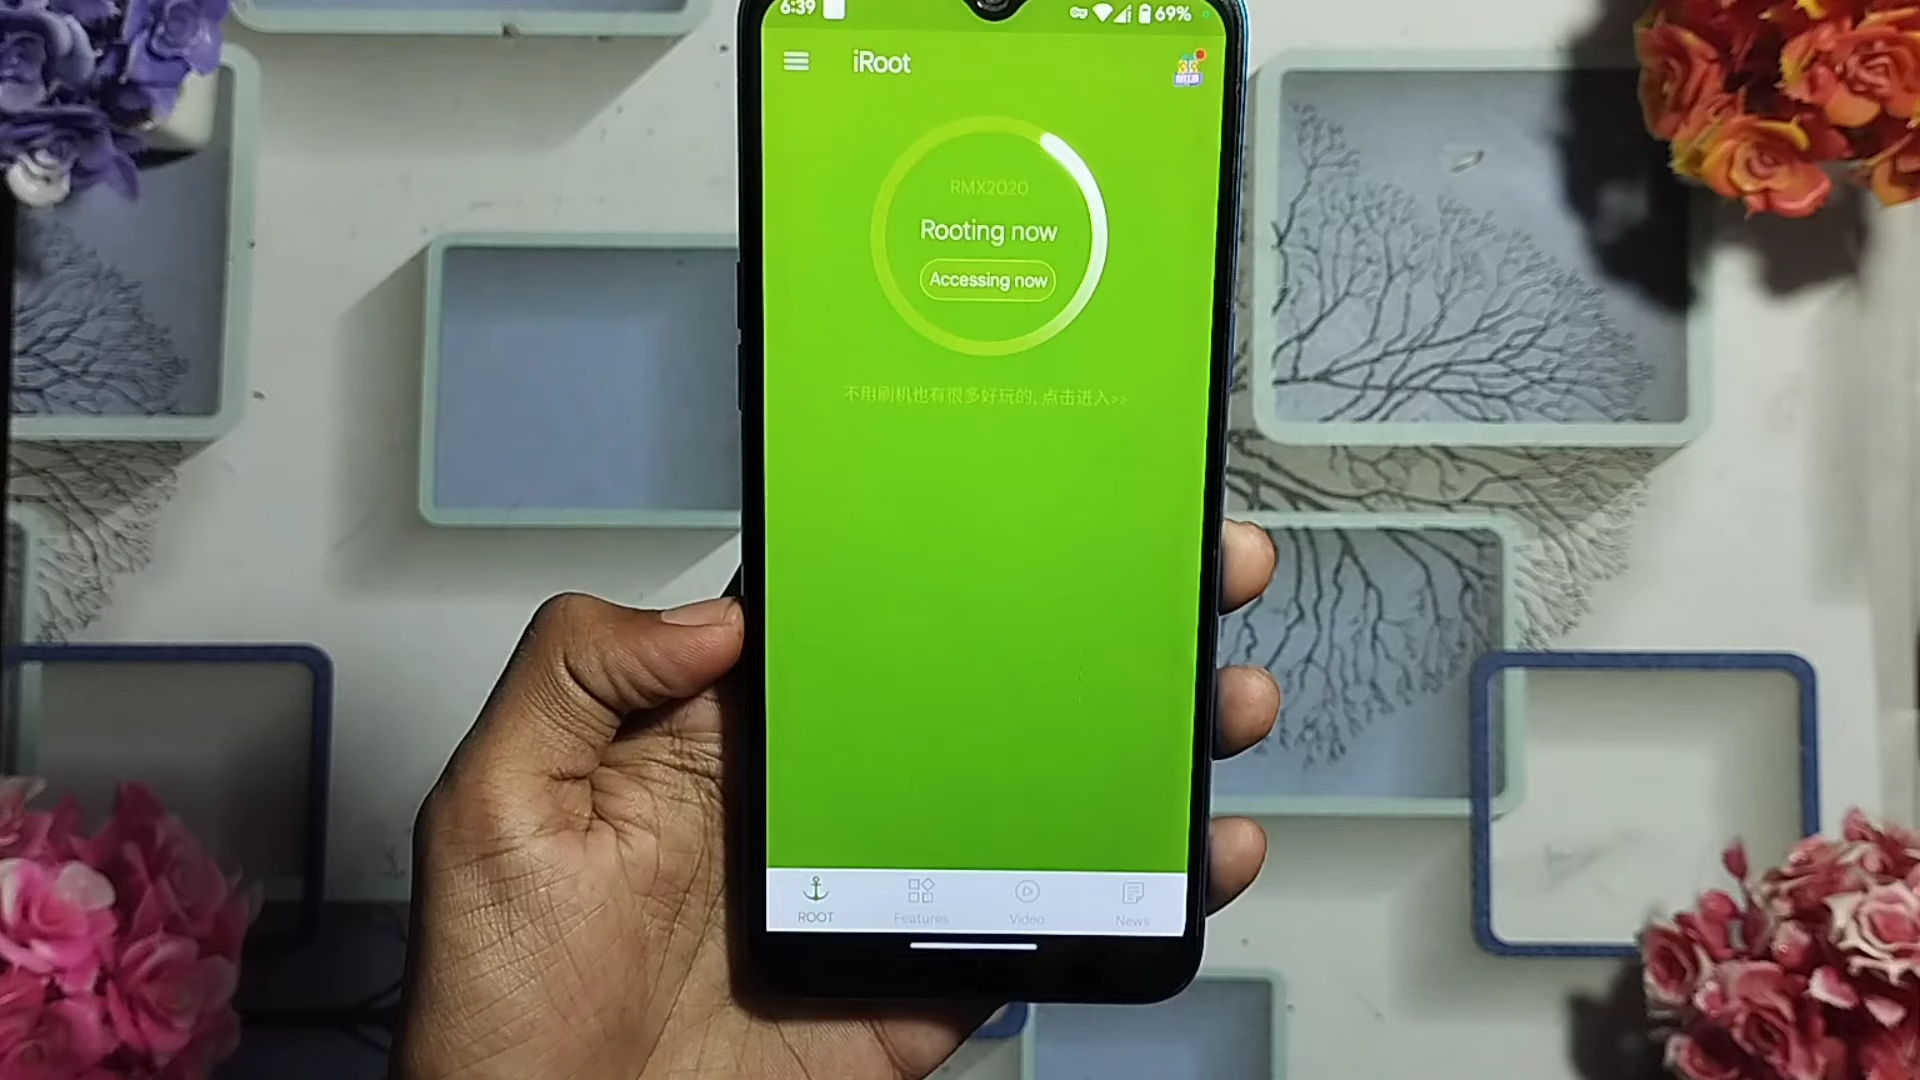 6:39
69%
iRoot
RMX2020
Rooting now
Accessing now
不用刷机也有很多好玩的, 点击进入>>
ROOT
Features
Video
News